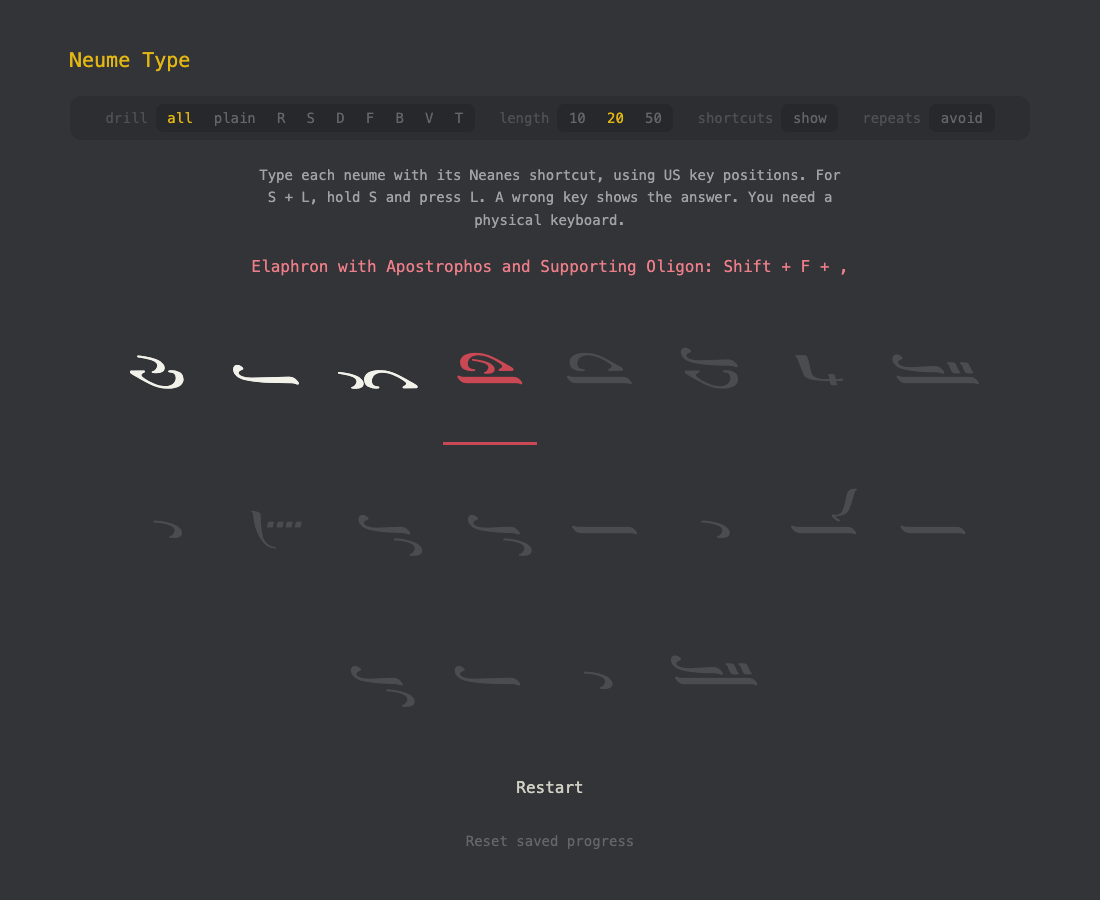 Neume Type
drill all plain R S D F B V T length 10 20 50 shortcuts show repeats avoid
Type each neume with its Neanes shortcut, using US key positions. For
S + L, hold S and press L. A wrong key shows the answer. You need a
physical keyboard.
Elaphron with Apostrophos and Supporting Oligon: Shift + F + ,
Restart
Reset saved progress